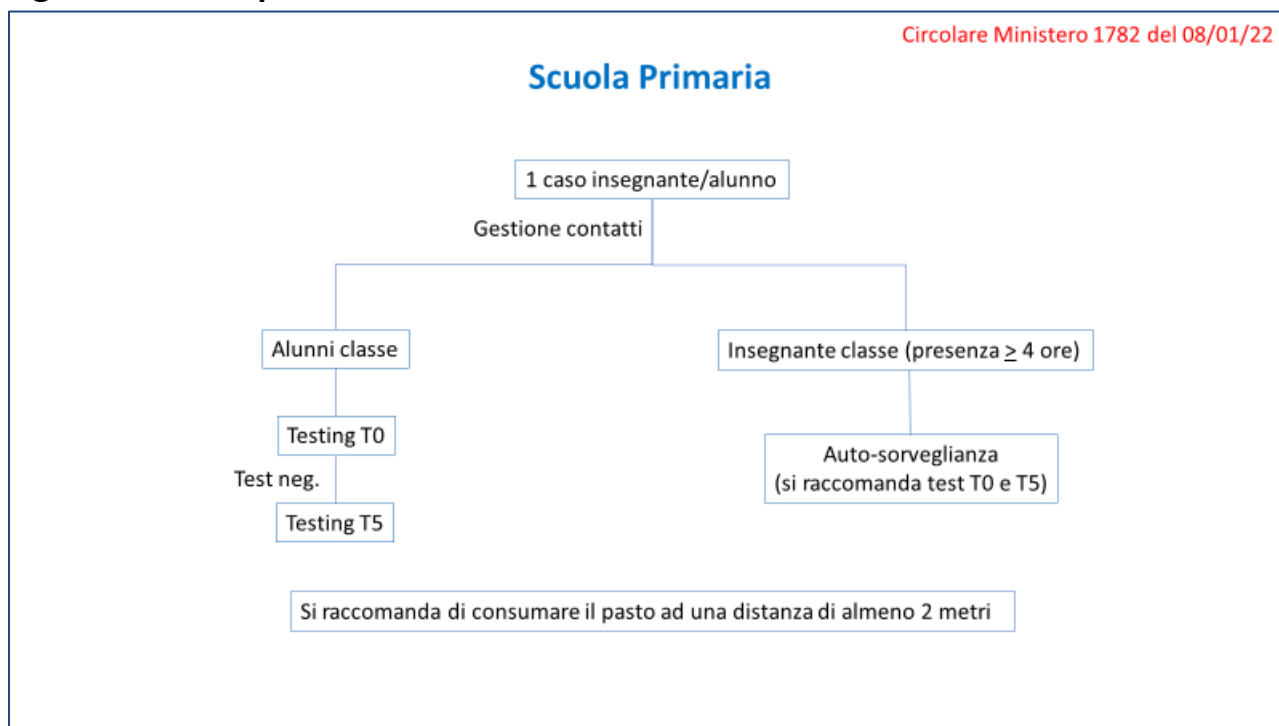 Circolare Ministero 1782 del 08/01/22
Scuola Primaria
1 caso insegnante/alunno
Gestione contatti
Alunni classe
Insegnante classe (presenza > 4 ore)
Testing T0
Auto-sorveglianza
(si raccomanda test T0 e T5)
Test neg.
Testing T5
Si raccomanda di consumare il pasto ad una distanza di almeno 2 metri